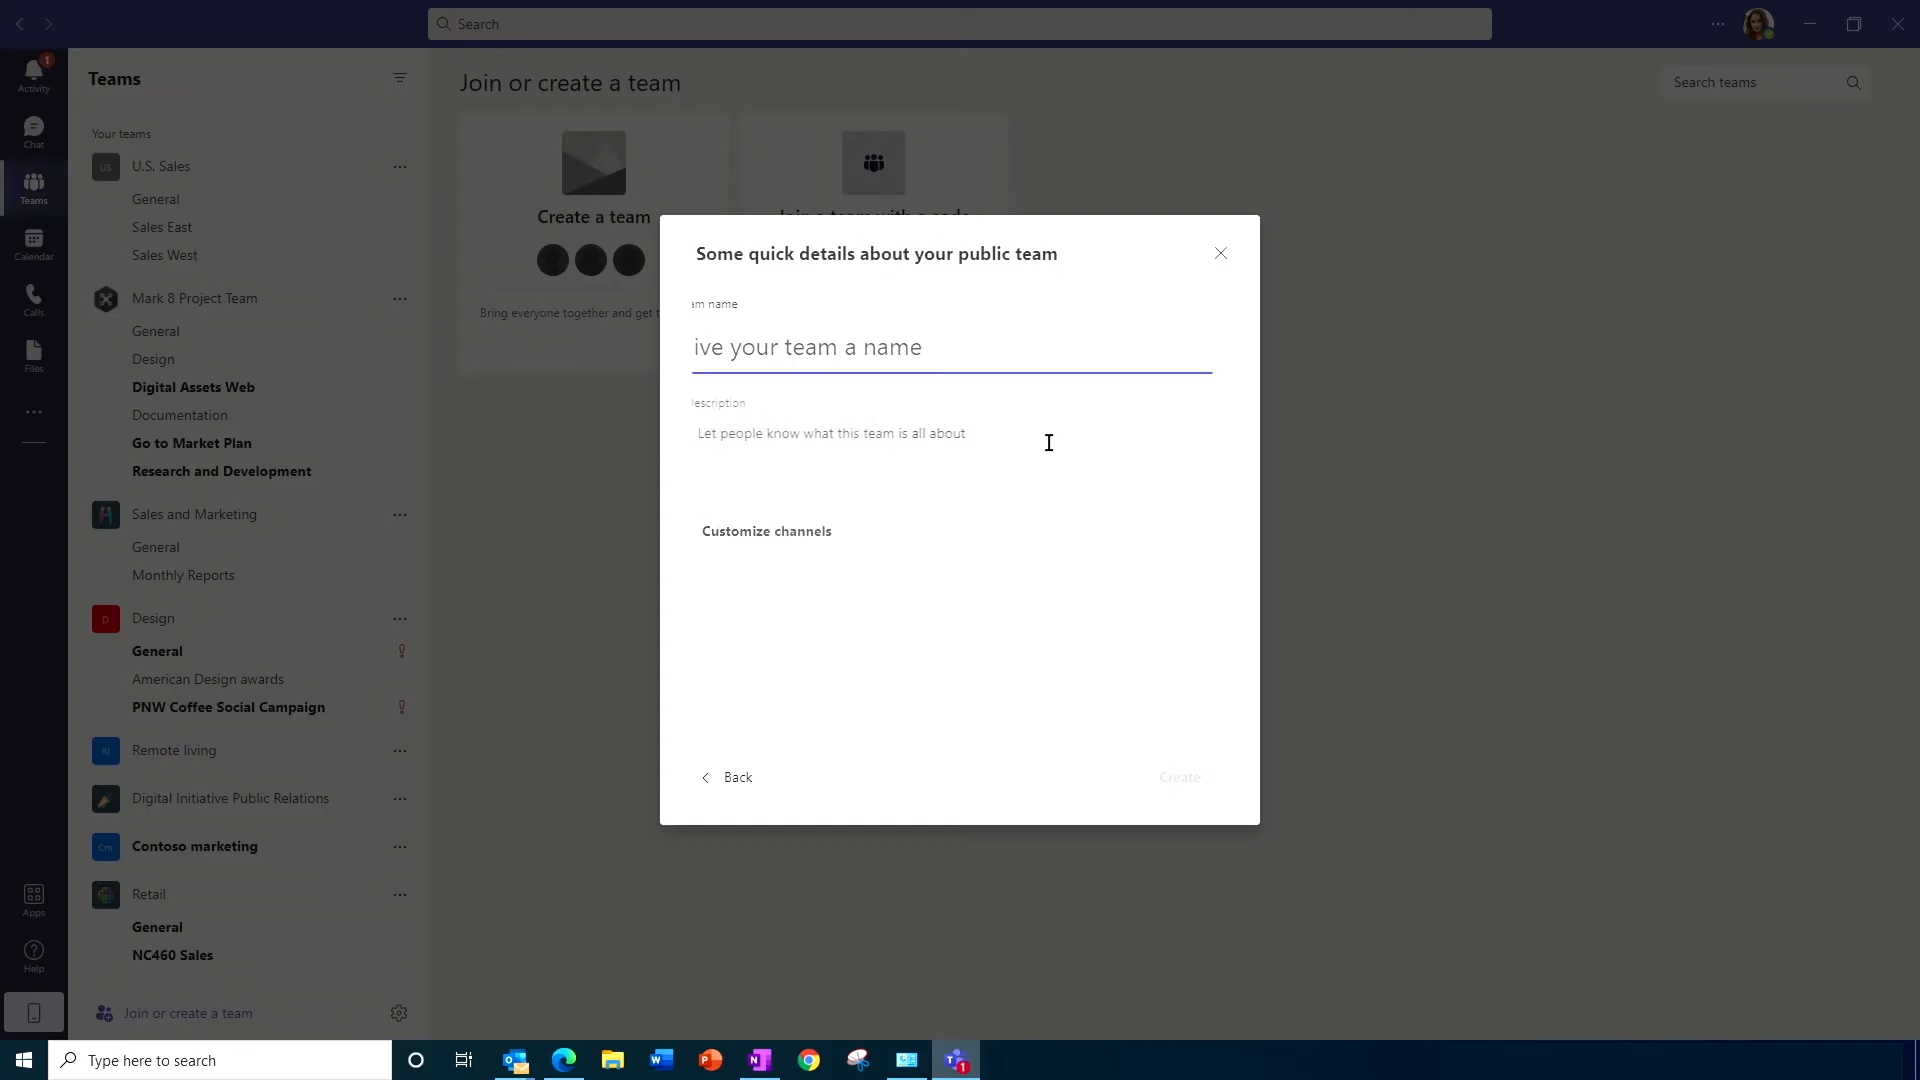 Search
1
Activity
Chat
Teams
Calendar
Calls
Files
Apps
Help
Teams
Your teams
US
U.S. Sales
General
Sales East
Sales West
Mark 8 Project Team
General
Design
Digital Assets Web
Documentation
Go to Market Plan
Research and Development
Sales and Marketing
General
Monthly Reports
D
Design
General
American Design awards
PNW Coffee Social Campaign
Rl
Remote living
Digital Initiative Public Relations
Cm
Contoso marketing
Retail
General
NC460 Sales
Join or create a team
Join or create a team
Search teams
Create a team
Bring everyone together and get t
Some quick details about your public team
am name
ive your team a name
escription
Let people know what this team is all about
Customize channels
Back
Create
Type here to search
1